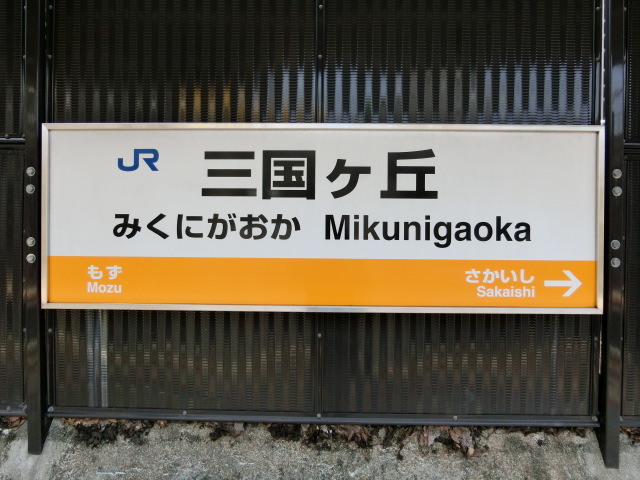 JR 三国ヶ丘
みくにがおか Mikunigaoka
もず さかいし →
Mozu Sakaishi